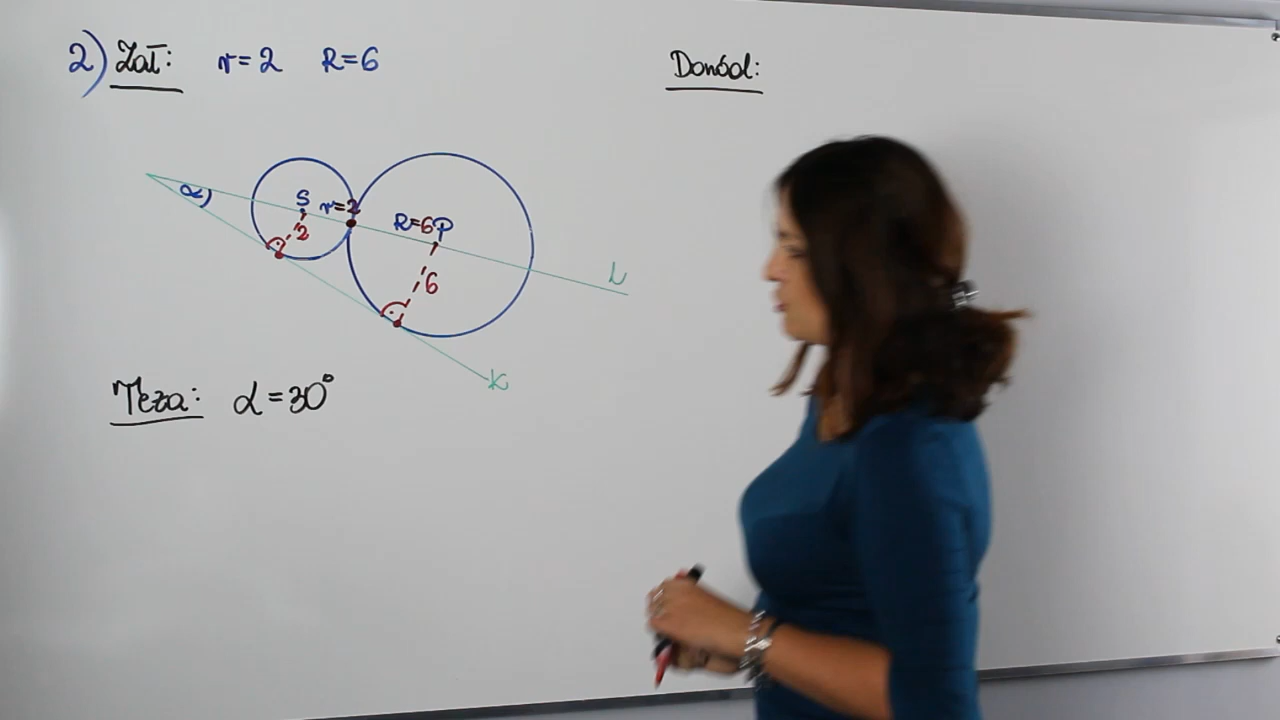 2) Zał: r=2 R=6
Dowód:
α
S
r=2
2
R=6
P
6
L
K
Teza: α=30°